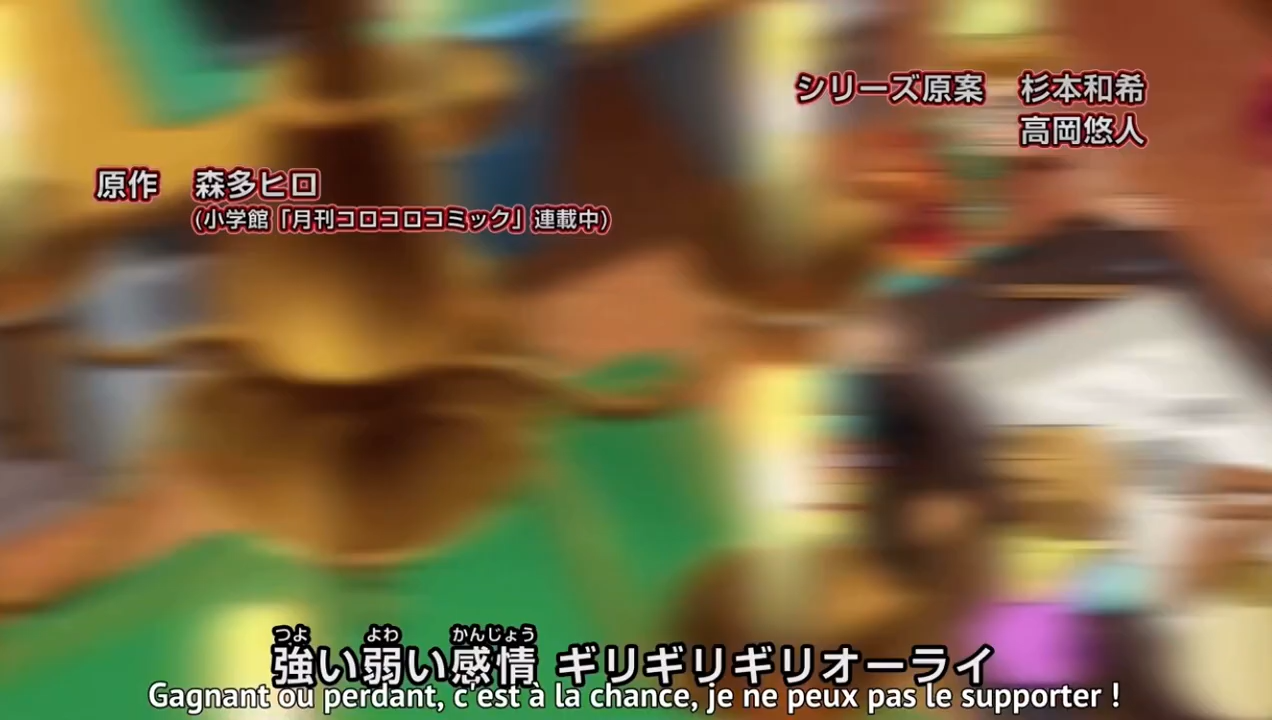 シリーズ原案 杉本和希
高岡悠人
原作 森多ヒロ
(小学館「月刊コロコロコミック」連載中)
つよ よわ かんじょう
強い弱い感情 ギリギリギリオーライ
Gagnant ou perdant, c'est à la chance, je ne peux pas le supporter !